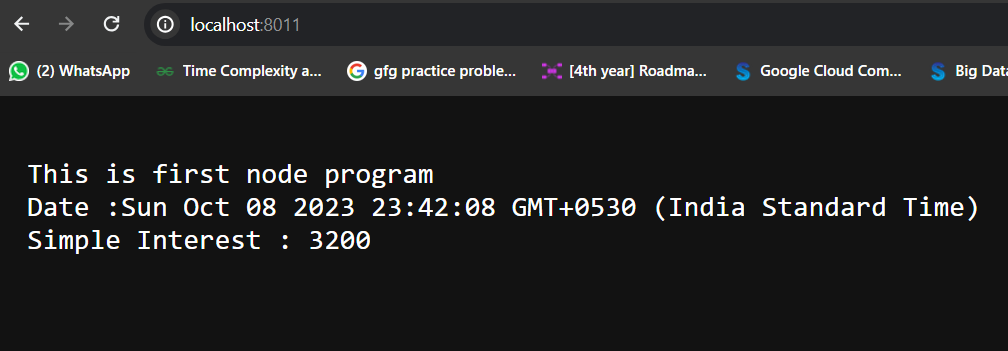 localhost:8011
(2) WhatsApp Time Complexity a... gfg practice proble... [4th year] Roadma... Google Cloud Com... Big Data
This is first node program
Date :Sun Oct 08 2023 23:42:08 GMT+0530 (India Standard Time)
Simple Interest : 3200